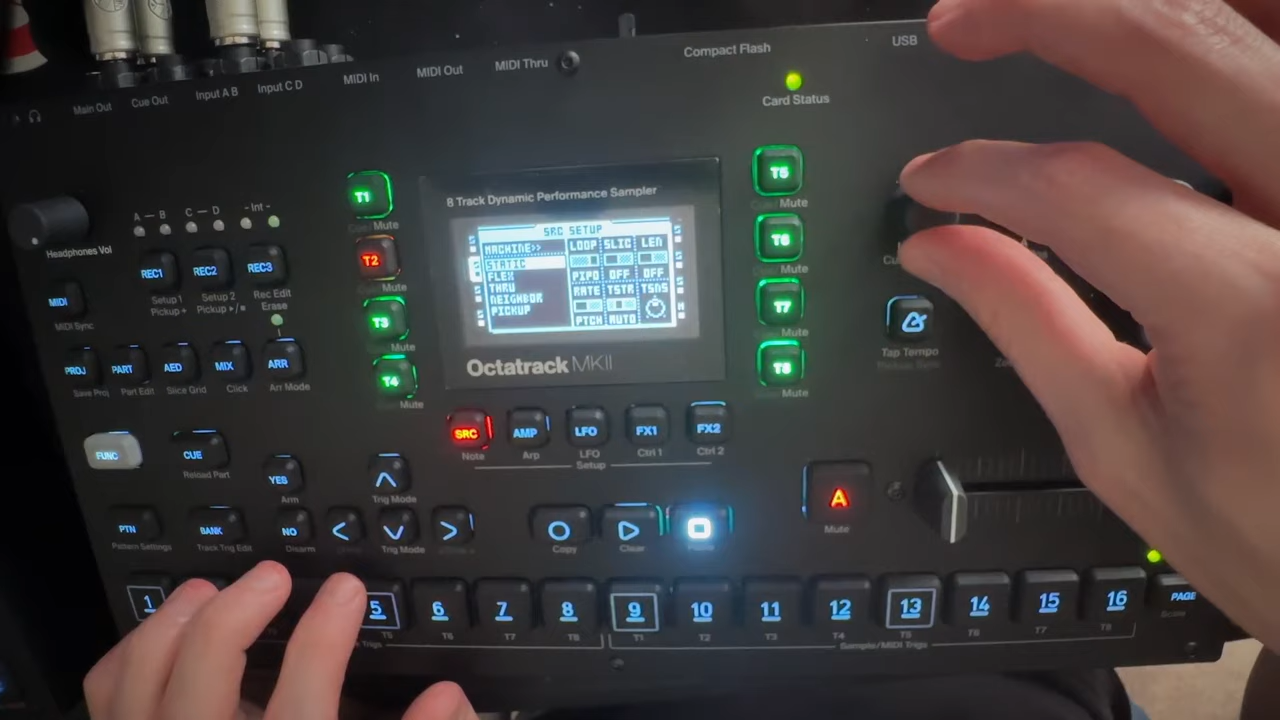 USB
Compact Flash
MIDI Thru
MIDI Out
MIDI In
Input C D
Input A B
Cue Out
Main Out
Card Status
Headphones Vol
A — B
C — D
- Int -
REC1
REC2
REC3
Setup 1
Pickup +
Setup 2
Rec Edit
Erase
MIDI
MIDI Sync
PROJ
PART
AED
MIX
ARR
Save Proj
Part Edit
Slice Grid
Click
Arr Mode
T1
Mute
T2
Mute
T3
Mute
T4
Mute
8 Track Dynamic Performance Sampler
SRC SETUP
MACHINE>>
STATIC
FLEX
THRU
NEIGHBOR
PICKUP
LOOP
SLIC
LEN
PIPO
OFF
OFF
RATE
TSTR
TSNS
PTCH
AUTO
Octatrack MKII
T5
Mute
T6
Mute
T7
Mute
T8
Mute
Tap Tempo
SRC
AMP
LFO
FX1
FX2
Note
Arp
LFO
Ctrl 1
Ctrl 2
Setup
FUNC
CUE
Reload Part
YES
Arm
Trig Mode
PTN
Pattern Settings
BANK
Track Trig Edit
NO
Disarm
Trig Mode
Copy
Clear
A
Mute
1
5
6
7
8
9
10
11
12
13
14
15
16
PAGE
Scale
T5
T6
T7
T8
T1
T2
T3
T4
T5
T6
T7
T8
Trigs
Sample/MIDI Trigs